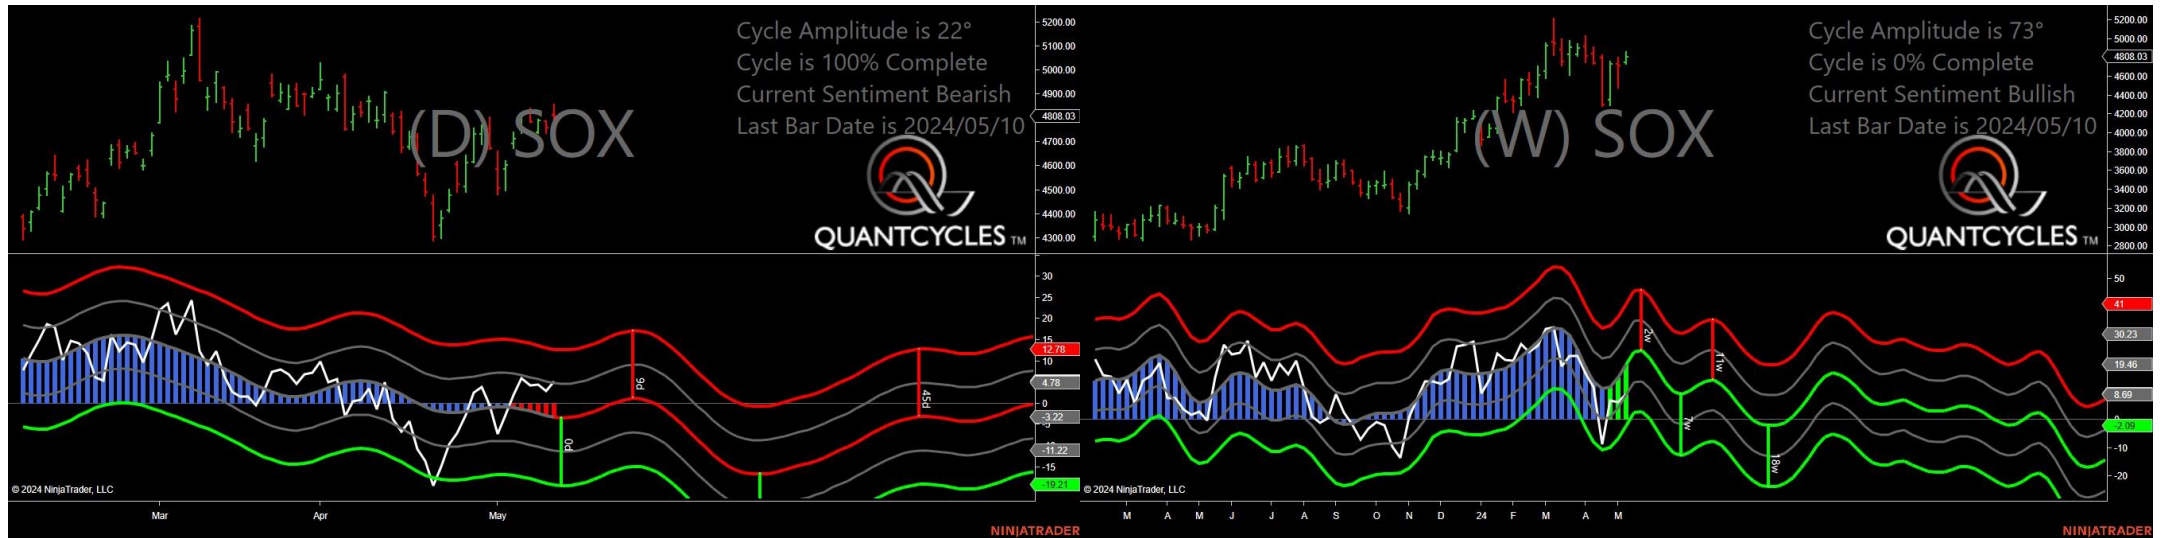 Cycle Amplitude is 22°
Cycle is 100% Complete
Current Sentiment Bearish
Last Bar Date is 2024/05/10
(D) SOX
QUANTCYCLES TM
5200.00
5100.00
5000.00
4900.00
4808.03
4700.00
4600.00
4500.00
4400.00
4300.00
30
25
20
15
12.78
10
4.78
0
-3.22
-5
-11.22
-15
-19.21
9d
45d
0d
© 2024 NinjaTrader, LLC
Mar Apr May
NINJATRADER
Cycle Amplitude is 73°
Cycle is 0% Complete
Current Sentiment Bullish
Last Bar Date is 2024/05/10
(W) SOX
QUANTCYCLES TM
5200.00
5000.00
4808.03
4600.00
4400.00
4200.00
4000.00
3800.00
3600.00
3400.00
3200.00
3000.00
2800.00
50
41
30.23
19.46
8.69
0
-2.09
-10
-20
2w
11w
7w
18w
© 2024 NinjaTrader, LLC
M A M J J A S O N D 24 F M A M
NINJATRADER